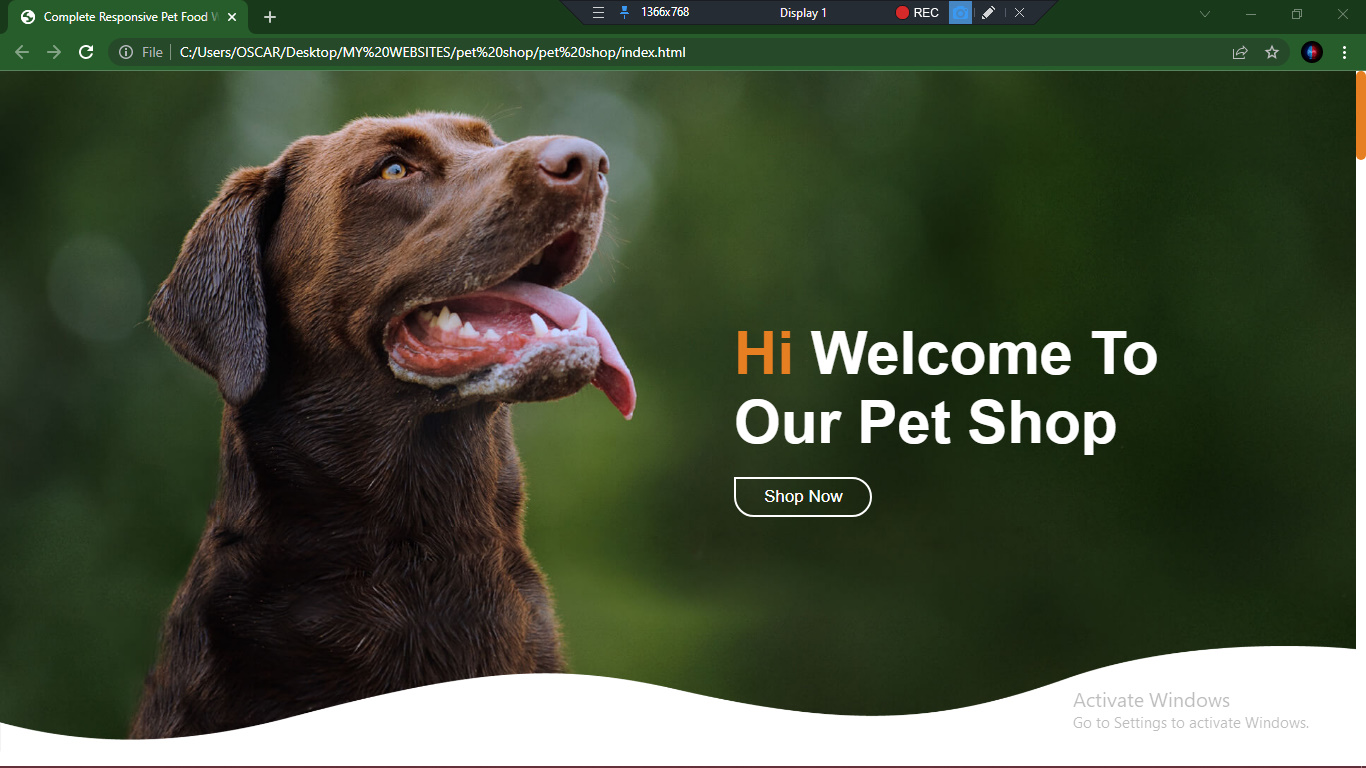 Complete Responsive Pet Food W
1366x768
Display 1
REC
File
C:/Users/OSCAR/Desktop/MY%20WEBSITES/pet%20shop/pet%20shop/index.html
Hi Welcome To
Our Pet Shop
Shop Now
Activate Windows
Go to Settings to activate Windows.